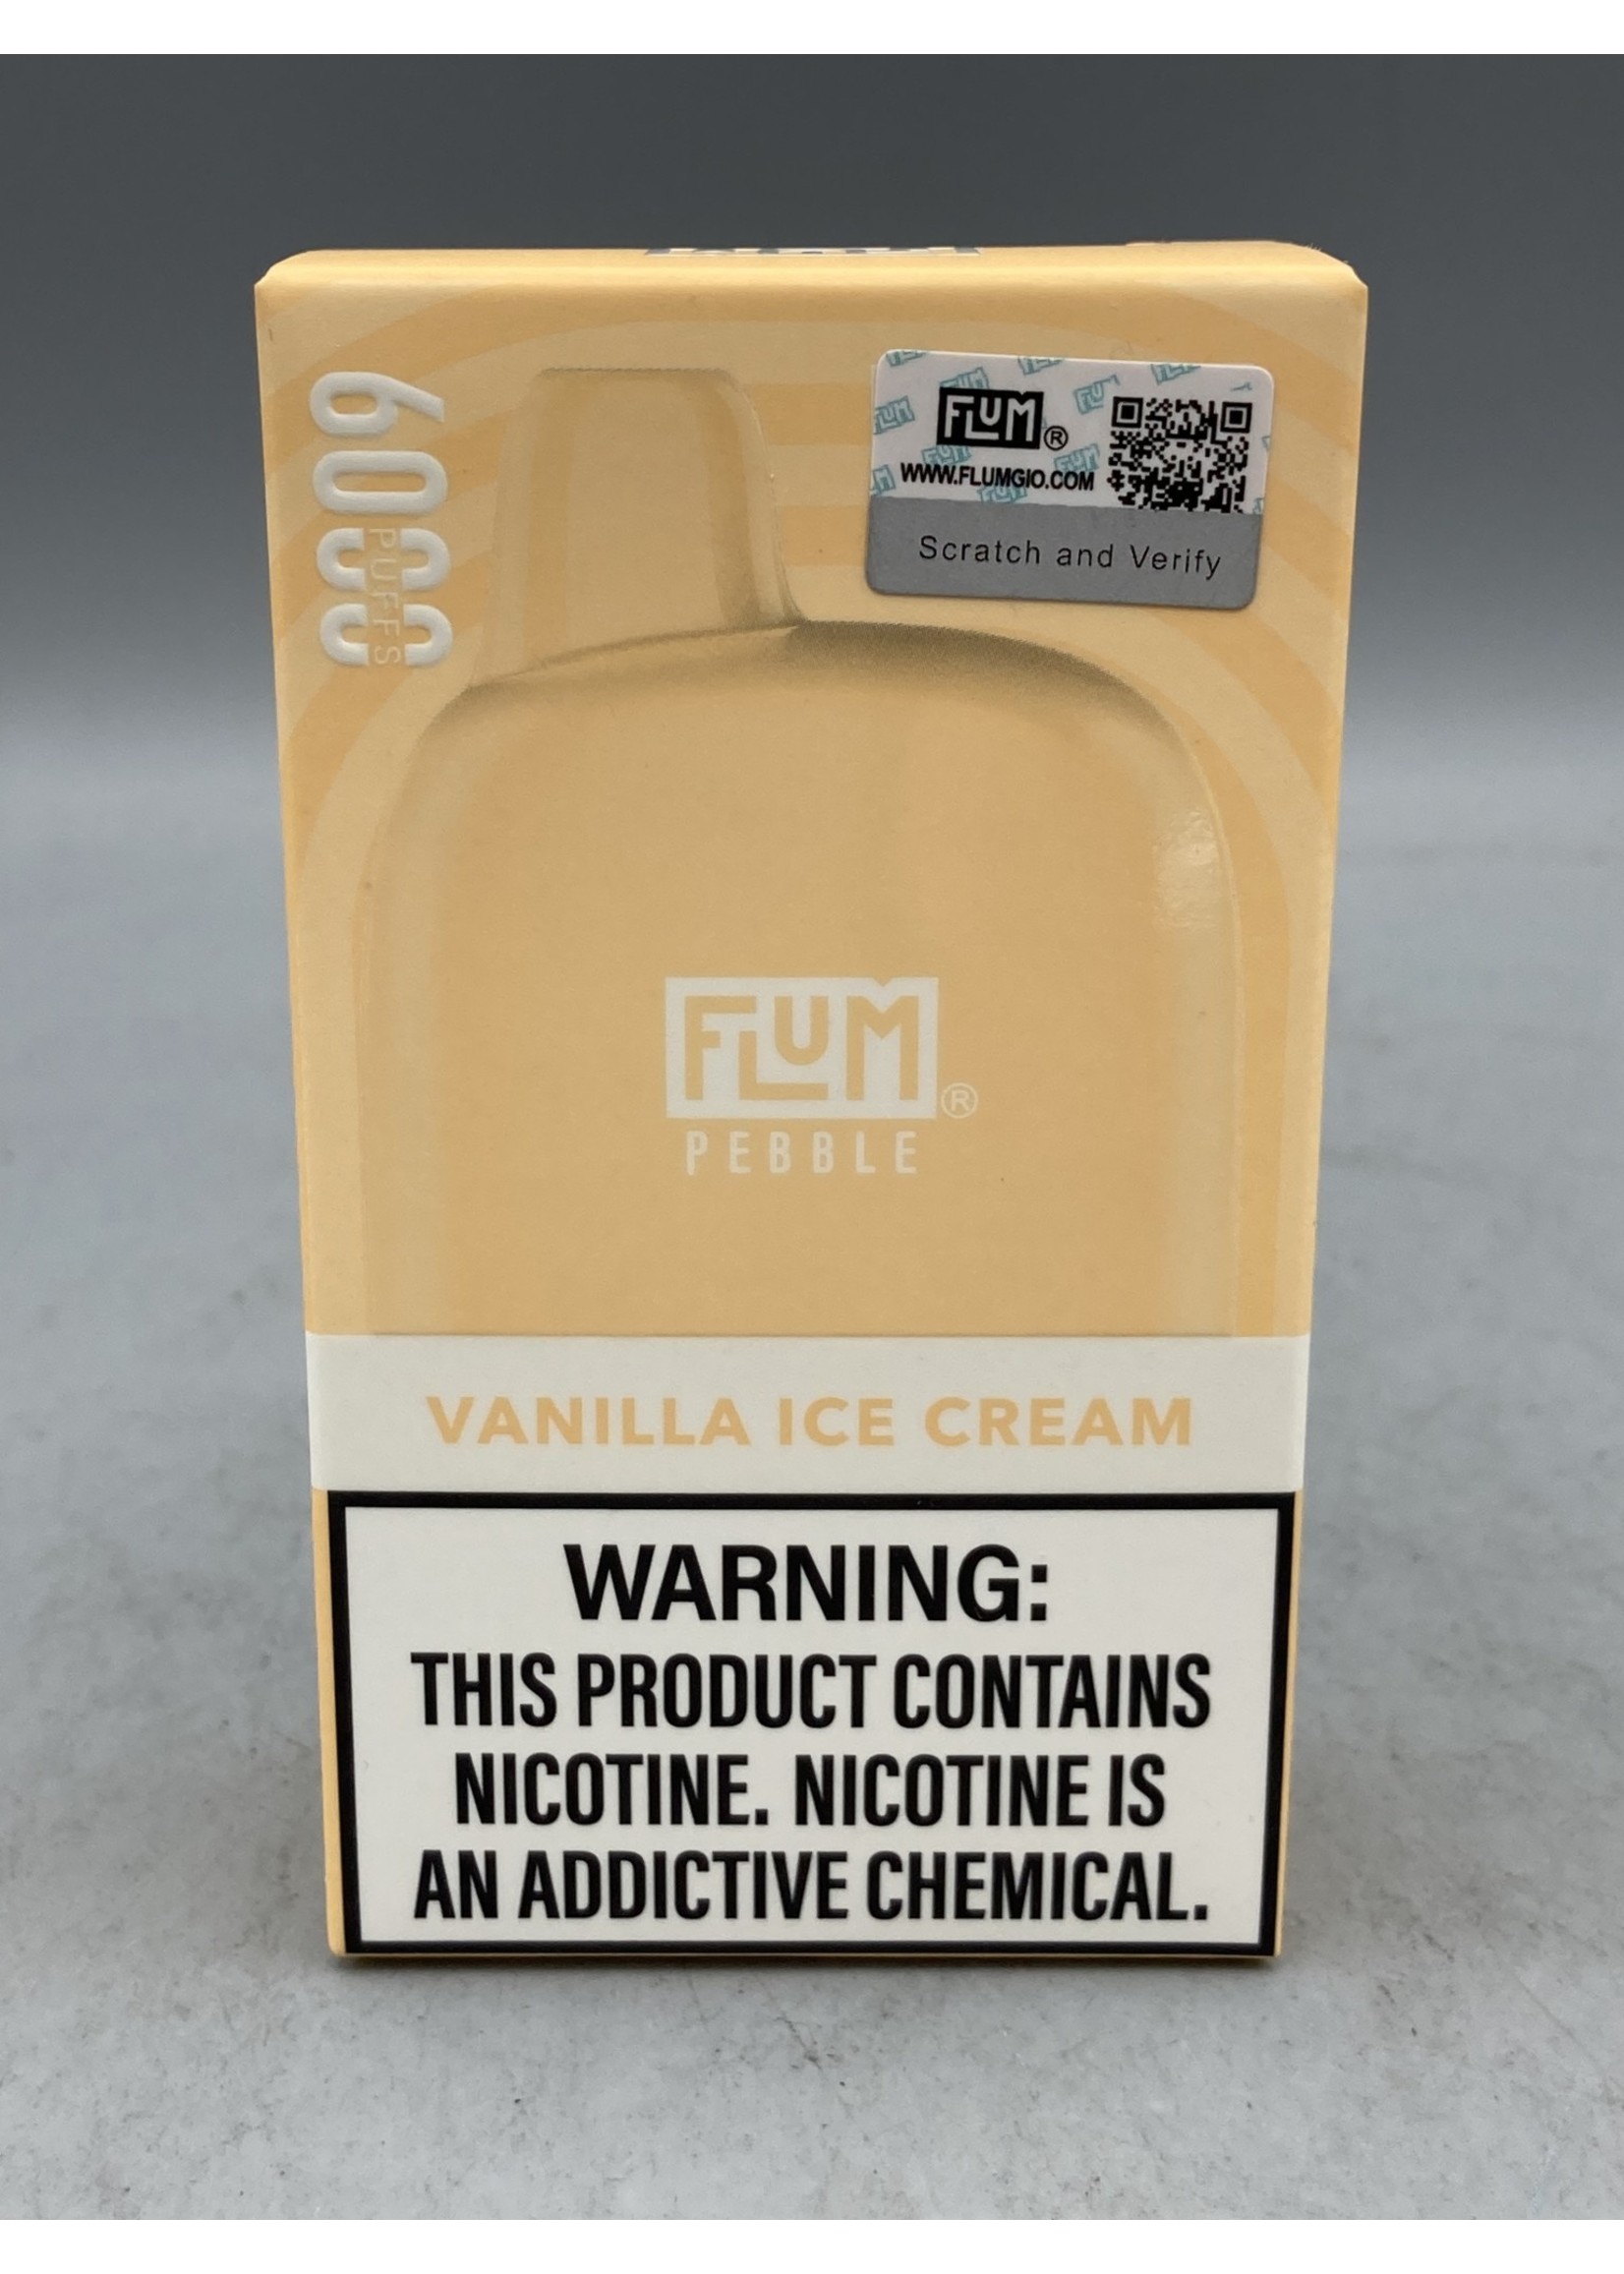 6000
PUFFS
FLUM®
WWW.FLUMGIO.COM
Scratch and Verify
FLUM®
PEBBLE
VANILLA ICE CREAM
WARNING:
THIS PRODUCT CONTAINS
NICOTINE. NICOTINE IS
AN ADDICTIVE CHEMICAL.